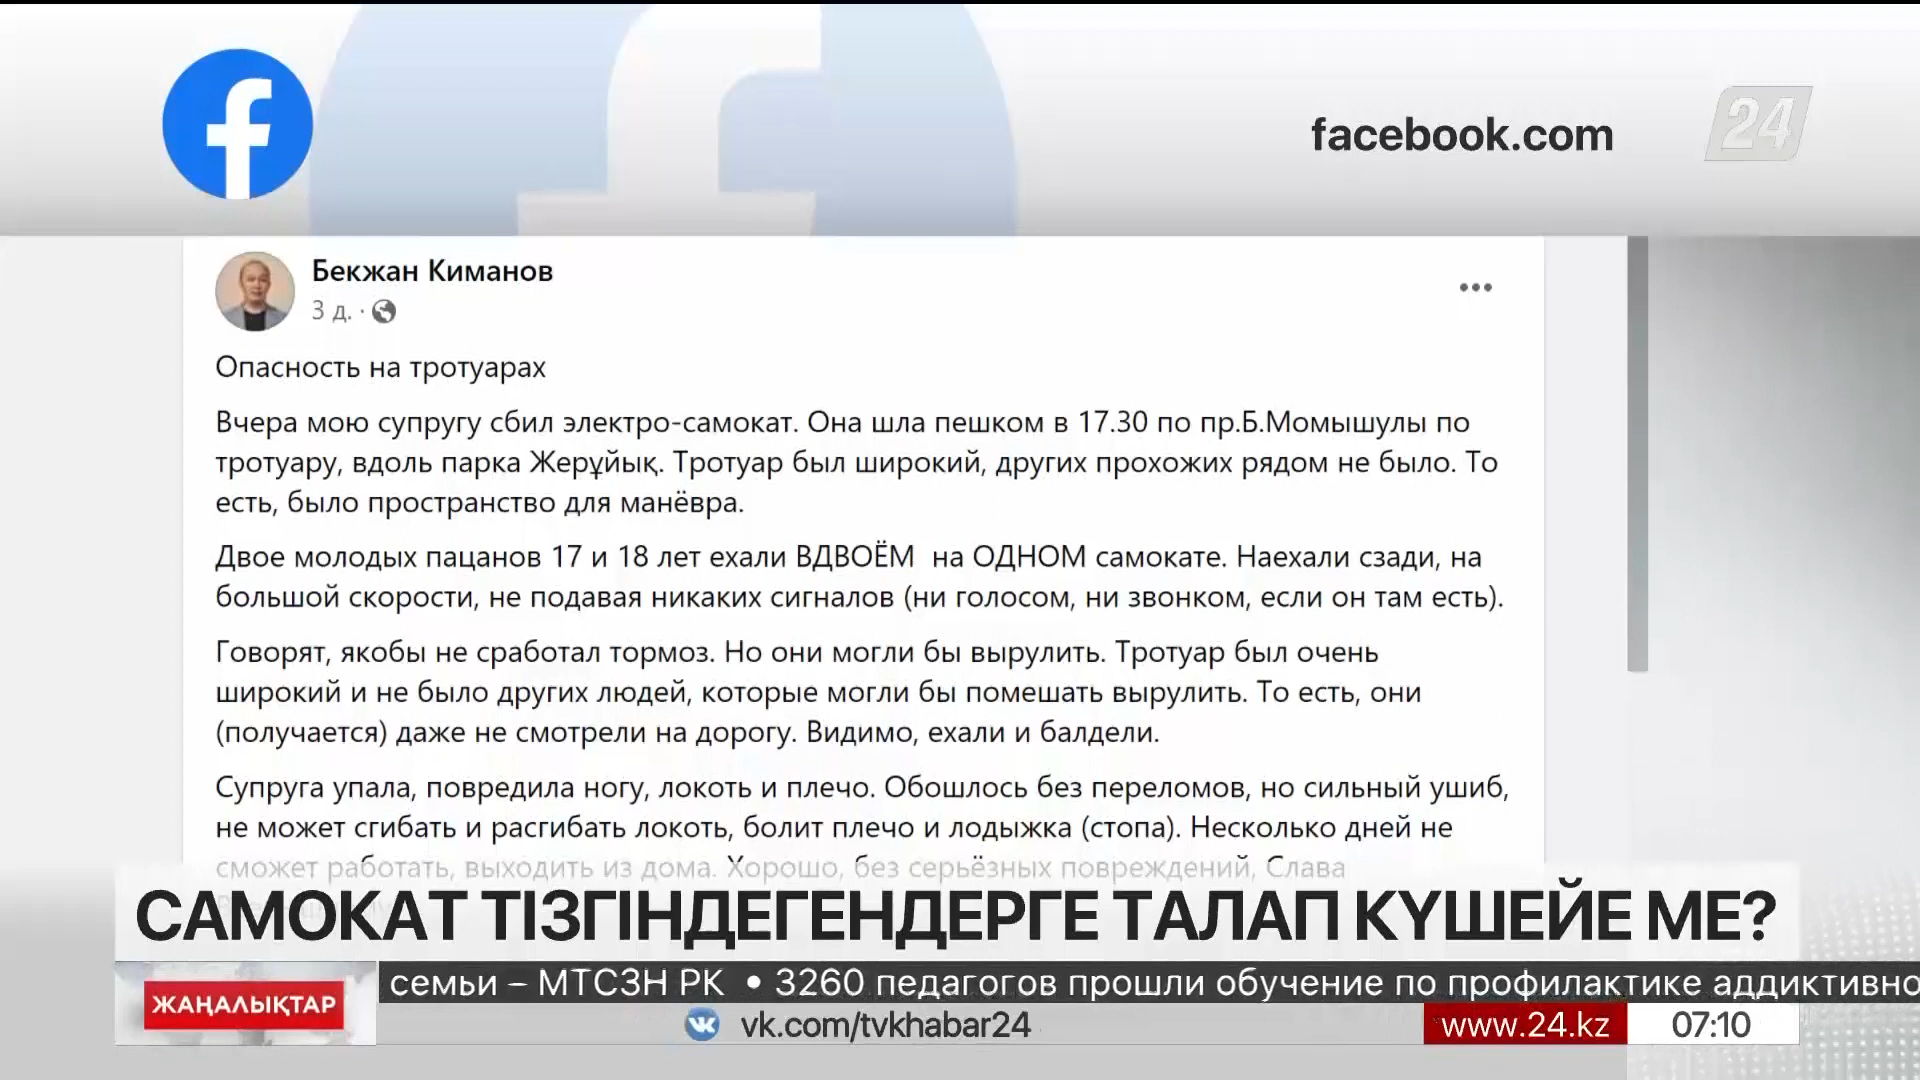 facebook.com
24
Бекжан Киманов
3 д. ·
Опасность на тротуарах
Вчера мою супругу сбил электро-самокат. Она шла пешком в 17.30 по пр.Б.Момышулы по
тротуару, вдоль парка Жерұйық. Тротуар был широкий, других прохожих рядом не было. То
есть, было пространство для манёвра.
Двое молодых пацанов 17 и 18 лет ехали ВДВОЁМ на ОДНОМ самокате. Наехали сзади, на
большой скорости, не подавая никаких сигналов (ни голосом, ни звонком, если он там есть).
Говорят, якобы не сработал тормоз. Но они могли бы вырулить. Тротуар был очень
широкий и не было других людей, которые могли бы помешать вырулить. То есть, они
(получается) даже не смотрели на дорогу. Видимо, ехали и балдели.
Супруга упала, повредила ногу, локоть и плечо. Обошлось без переломов, но сильный ушиб,
не может сгибать и расгибать локоть, болит плечо и лодыжка (стопа). Несколько дней не
сможет работать, выходить из дома. Хорошо, без серьёзных повреждений, Слава
САМОКАТ ТІЗГІНДЕГЕНДЕРГЕ ТАЛАП КҮШЕЙЕ МЕ?
ЖАҢАЛЫҚТАР
семьи – МТСЗН РК • 3260 педагогов прошли обучение по профилактике аддиктивно
vk.com/tvkhabar24
www.24.kz
07:10